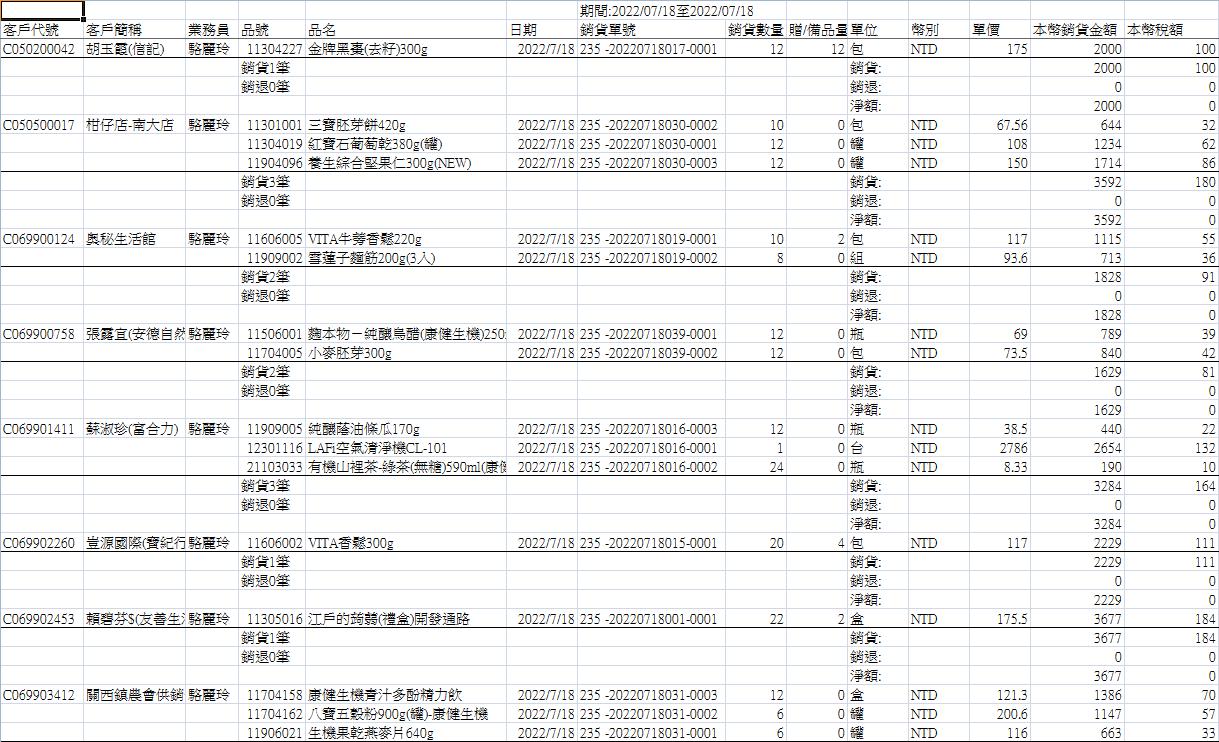 期間:2022/07/18至2022/07/18
客戶代號 客戶簡稱 業務員 品號 品名 日期 銷貨單號 銷貨數量 贈/備品量 單位 幣別 單價 本幣銷貨金額 本幣稅額
C050200042 胡玉霞(信記) 駱麗玲 11304227 金牌黑棗(去籽)300g 2022/7/18 235 -20220718017-0001 12 12 包 NTD 175 2000 100
銷貨1筆 銷貨: 2000 100
銷退0筆 銷退: 0 0
淨額: 2000 0
C050500017 柑仔店-南大店 駱麗玲 11301001 三寶胚芽餅420g 2022/7/18 235 -20220718030-0002 10 0 包 NTD 67.56 644 32
11304019 紅寶石葡萄乾380g(罐) 2022/7/18 235 -20220718030-0001 12 0 罐 NTD 108 1234 62
11904096 養生綜合堅果仁300g(NEW) 2022/7/18 235 -20220718030-0003 12 0 罐 NTD 150 1714 86
銷貨3筆 銷貨: 3592 180
銷退0筆 銷退: 0 0
淨額: 3592 0
C069900124 奧秘生活館 駱麗玲 11606005 VITA牛蒡香鬆220g 2022/7/18 235 -20220718019-0001 10 2 包 NTD 117 1115 55
11909002 雪蓮子麵筋200g(3入) 2022/7/18 235 -20220718019-0002 8 0 組 NTD 93.6 713 36
銷貨2筆 銷貨: 1828 91
銷退0筆 銷退: 0 0
淨額: 1828 0
C069900758 張露宜(安德自然 駱麗玲 11506001 麴本物－純釀烏醋(康健生機)250 2022/7/18 235 -20220718039-0001 12 0 瓶 NTD 69 789 39
11704005 小麥胚芽300g 2022/7/18 235 -20220718039-0002 12 0 包 NTD 73.5 840 42
銷貨2筆 銷貨: 1629 81
銷退0筆 銷退: 0 0
淨額: 1629 0
C069901411 蘇淑珍(富合力) 駱麗玲 11909005 純釀蔭油條瓜170g 2022/7/18 235 -20220718016-0003 12 0 瓶 NTD 38.5 440 22
12301116 LAFi空氣清淨機CL-101 2022/7/18 235 -20220718016-0001 1 0 台 NTD 2786 2654 132
21103033 有機山裡茶-綠茶(無糖)590ml(康 2022/7/18 235 -20220718016-0002 24 0 瓶 NTD 8.33 190 10
銷貨3筆 銷貨: 3284 164
銷退0筆 銷退: 0 0
淨額: 3284 0
C069902260 豈源國際(寶紀行 駱麗玲 11606002 VITA香鬆300g 2022/7/18 235 -20220718015-0001 20 4 包 NTD 117 2229 111
銷貨1筆 銷貨: 2229 111
銷退0筆 銷退: 0 0
淨額: 2229 0
C069902453 賴碧芬$(友善生 駱麗玲 11305016 江戶的蒟蒻(禮盒)開發通路 2022/7/18 235 -20220718001-0001 22 2 盒 NTD 175.5 3677 184
銷貨1筆 銷貨: 3677 184
銷退0筆 銷退: 0 0
淨額: 3677 0
C069903412 關西鎮農會供銷 駱麗玲 11704158 康健生機青汁多酚精力飲 2022/7/18 235 -20220718031-0003 12 0 盒 NTD 121.3 1386 70
11704162 八寶五穀粉900g(罐)-康健生機 2022/7/18 235 -20220718031-0002 6 0 罐 NTD 200.6 1147 57
11906021 生機果乾燕麥片640g 2022/7/18 235 -20220718031-0001 6 0 罐 NTD 116 663 33